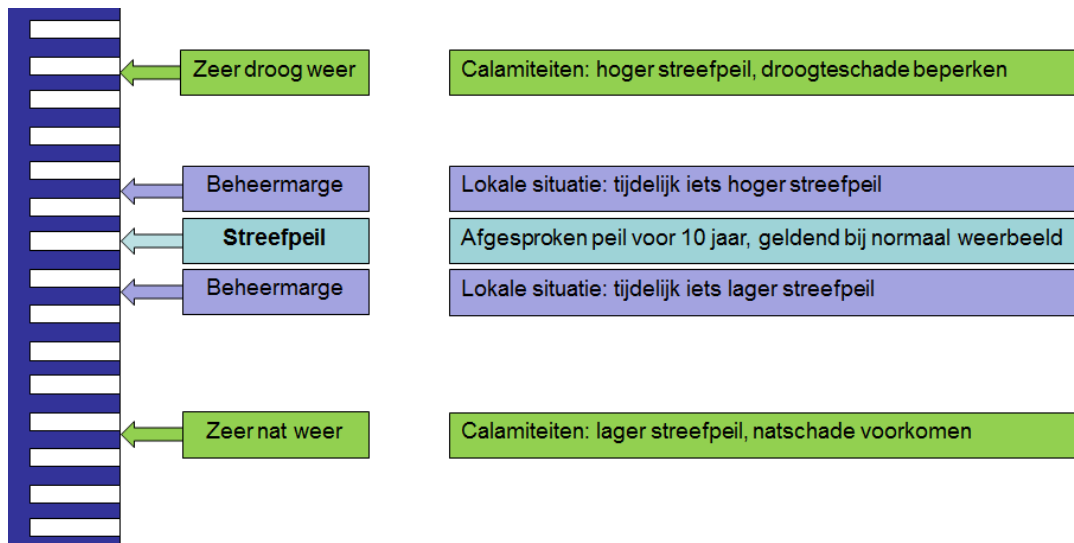 Zeer droog weer
Calamiteiten: hoger streefpeil, droogteschade beperken
Beheermarge
Lokale situatie: tijdelijk iets hoger streefpeil
Streefpeil
Afgesproken peil voor 10 jaar, geldend bij normaal weerbeeld
Beheermarge
Lokale situatie: tijdelijk iets lager streefpeil
Zeer nat weer
Calamiteiten: lager streefpeil, natschade voorkomen